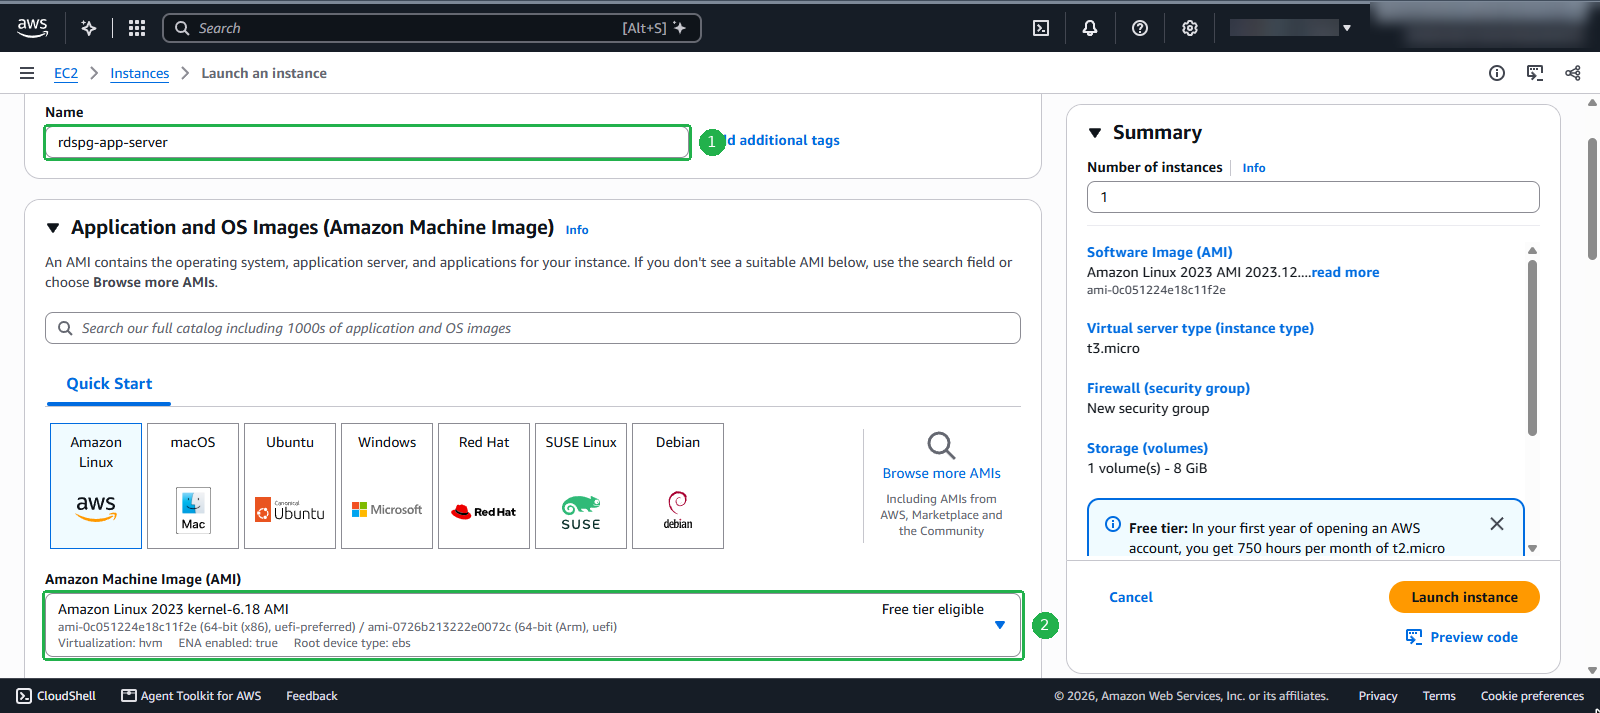 aws
Search
[Alt+S]
EC2 > Instances > Launch an instance
Name
rdspg-app-server
1
d additional tags
Application and OS Images (Amazon Machine Image) Info
An AMI contains the operating system, application server, and applications for your instance. If you don't see a suitable AMI below, use the search field or
choose Browse more AMIs.
Search our full catalog including 1000s of application and OS images
Quick Start
Amazon
Linux
aws
macOS
Mac
Ubuntu
Canonical
Ubuntu
Windows
Microsoft
Red Hat
Red Hat
SUSE Linux
SUSE
Debian
debian
Browse more AMIs
Including AMIs from
AWS, Marketplace and
the Community
Amazon Machine Image (AMI)
Amazon Linux 2023 kernel-6.18 AMI
Free tier eligible
ami-0c051224e18c11f2e (64-bit (x86), uefi-preferred) / ami-0726b213222e0072c (64-bit (Arm), uefi)
Virtualization: hvm ENA enabled: true Root device type: ebs
2
Summary
Number of instances Info
1
Software Image (AMI)
Amazon Linux 2023 AMI 2023.12....read more
ami-0c051224e18c11f2e
Virtual server type (instance type)
t3.micro
Firewall (security group)
New security group
Storage (volumes)
1 volume(s) - 8 GiB
Free tier: In your first year of opening an AWS
account, you get 750 hours per month of t2.micro
Cancel
Launch instance
Preview code
CloudShell
Agent Toolkit for AWS
Feedback
© 2026, Amazon Web Services, Inc. or its affiliates.
Privacy
Terms
Cookie preferences